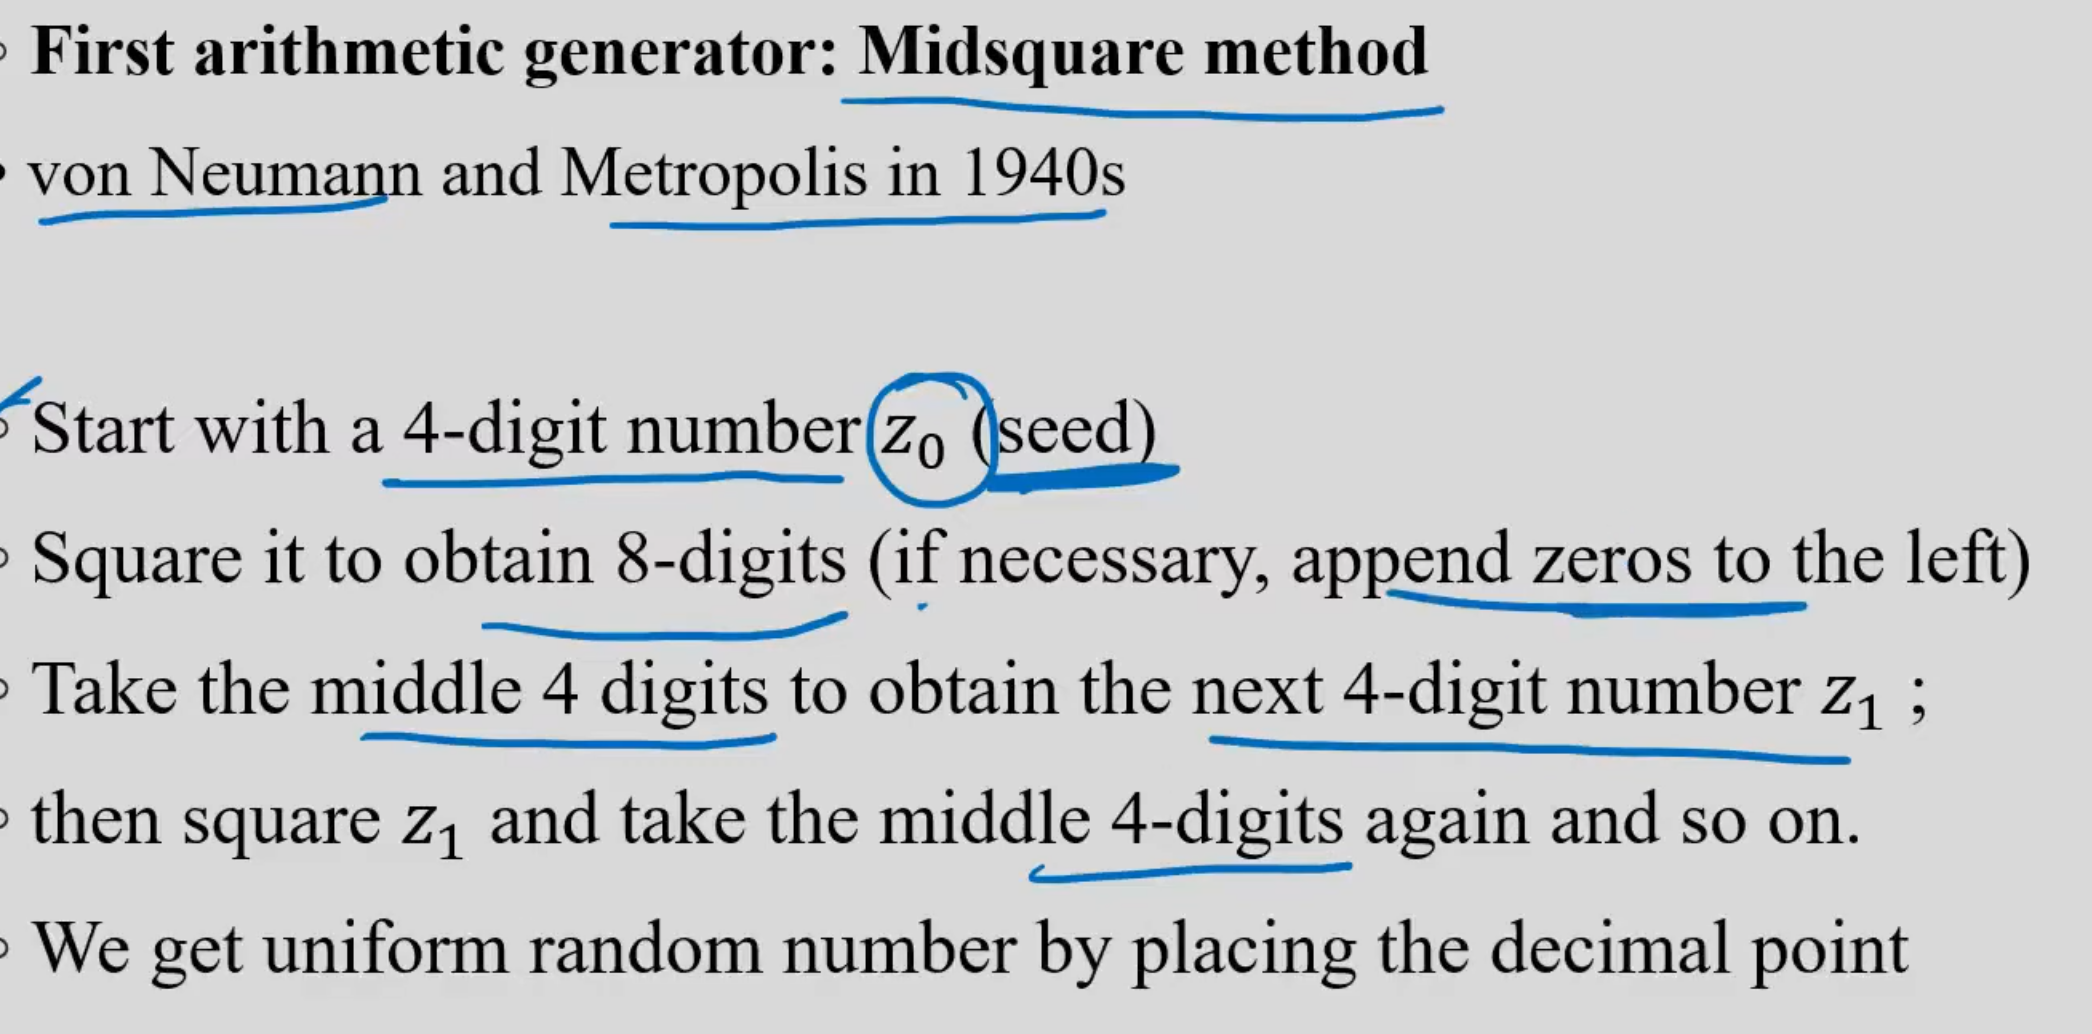 First arithmetic generator: Midsquare method
von Neumann and Metropolis in 1940s
Start with a 4-digit number z₀ (seed)
Square it to obtain 8-digits (if necessary, append zeros to the left)
Take the middle 4 digits to obtain the next 4-digit number z₁ ;
then square z₁ and take the middle 4-digits again and so on.
We get uniform random number by placing the decimal point